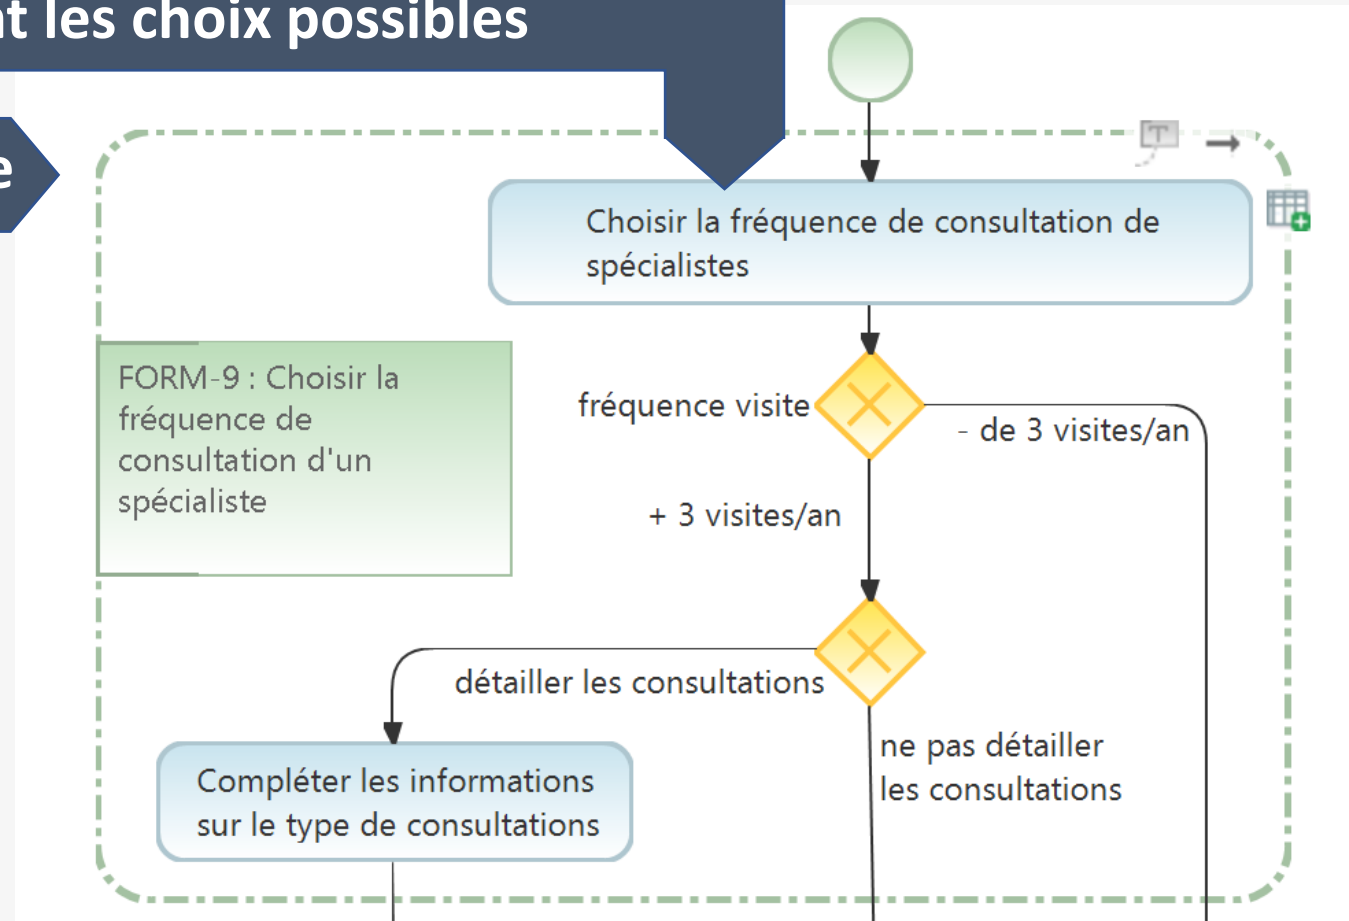 les choix possibles
Choisir la fréquence de consultation de
spécialistes
FORM-9 : Choisir la
fréquence de
consultation d'un
spécialiste
fréquence visite
- de 3 visites/an
+ 3 visites/an
détailler les consultations
ne pas détailler
les consultations
Compléter les informations
sur le type de consultations